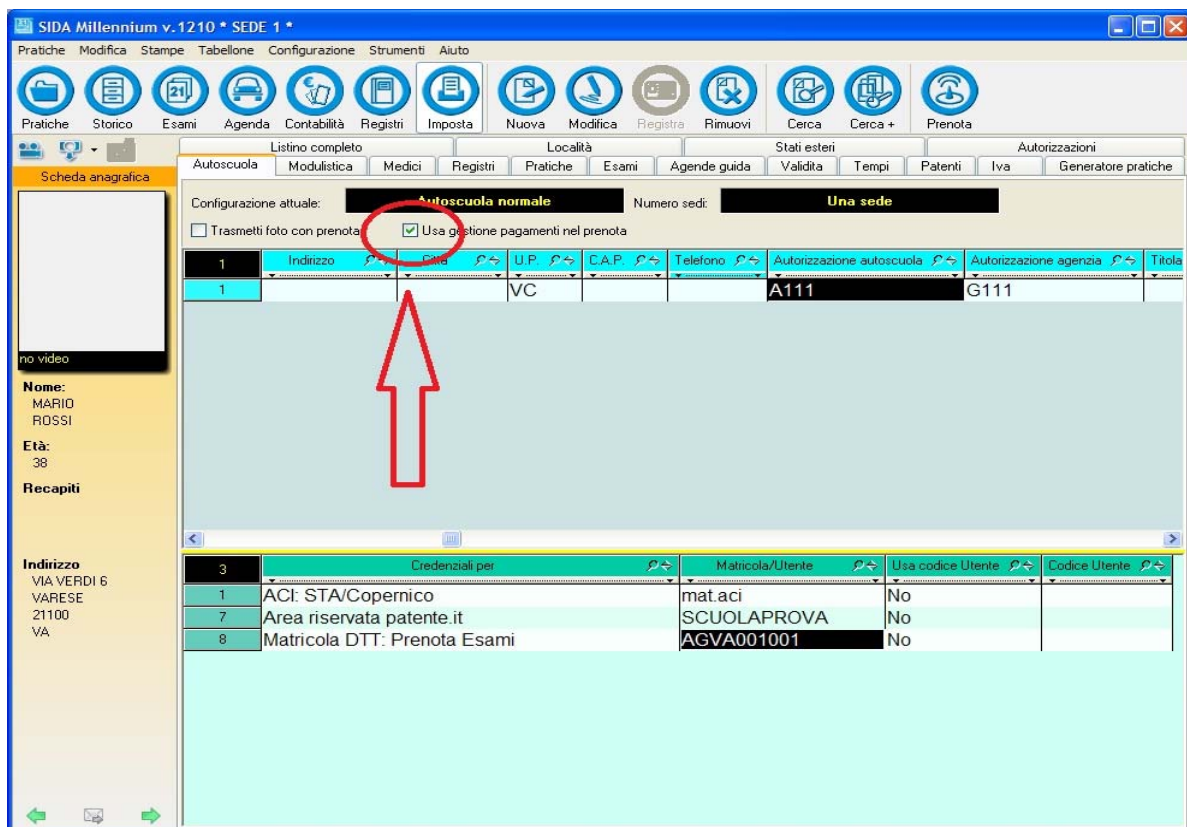 SIDA Millennium v.1210 * SEDE 1 *
Pratiche Modifica Stampe Tabellone Configurazione Strumenti Aiuto
Pratiche Storico Esami Agenda Contabilità Registri Imposta Nuova Modifica Registra Rimuovi Cerca Cerca + Prenota
Listino completo Località Stati esteri Autorizzazioni
Autoscuola Modulistica Medici Registri Pratiche Esami Agende guida Validita Tempi Patenti Iva Generatore pratiche
Scheda anagrafica
Configurazione attuale: Autoscuola normale Numero sedi: Una sede
Trasmetti foto con prenota Usa gestione pagamenti nel prenota
1 Indirizzo Città U.P. C.A.P. Telefono Autorizzazione autoscuola Autorizzazione agenzia Titola
1 VC A111 G111
no video
Nome:
MARIO
ROSSI
Età:
38
Recapiti
Indirizzo
VIA VERDI 6
VARESE
21100
VA
3 Credenziali per Matricola/Utente Usa codice Utente Codice Utente
1 ACI: STA/Copernico mat.aci No
7 Area riservata patente.it SCUOLAPROVA No
8 Matricola DTT: Prenota Esami AGVA001001 No